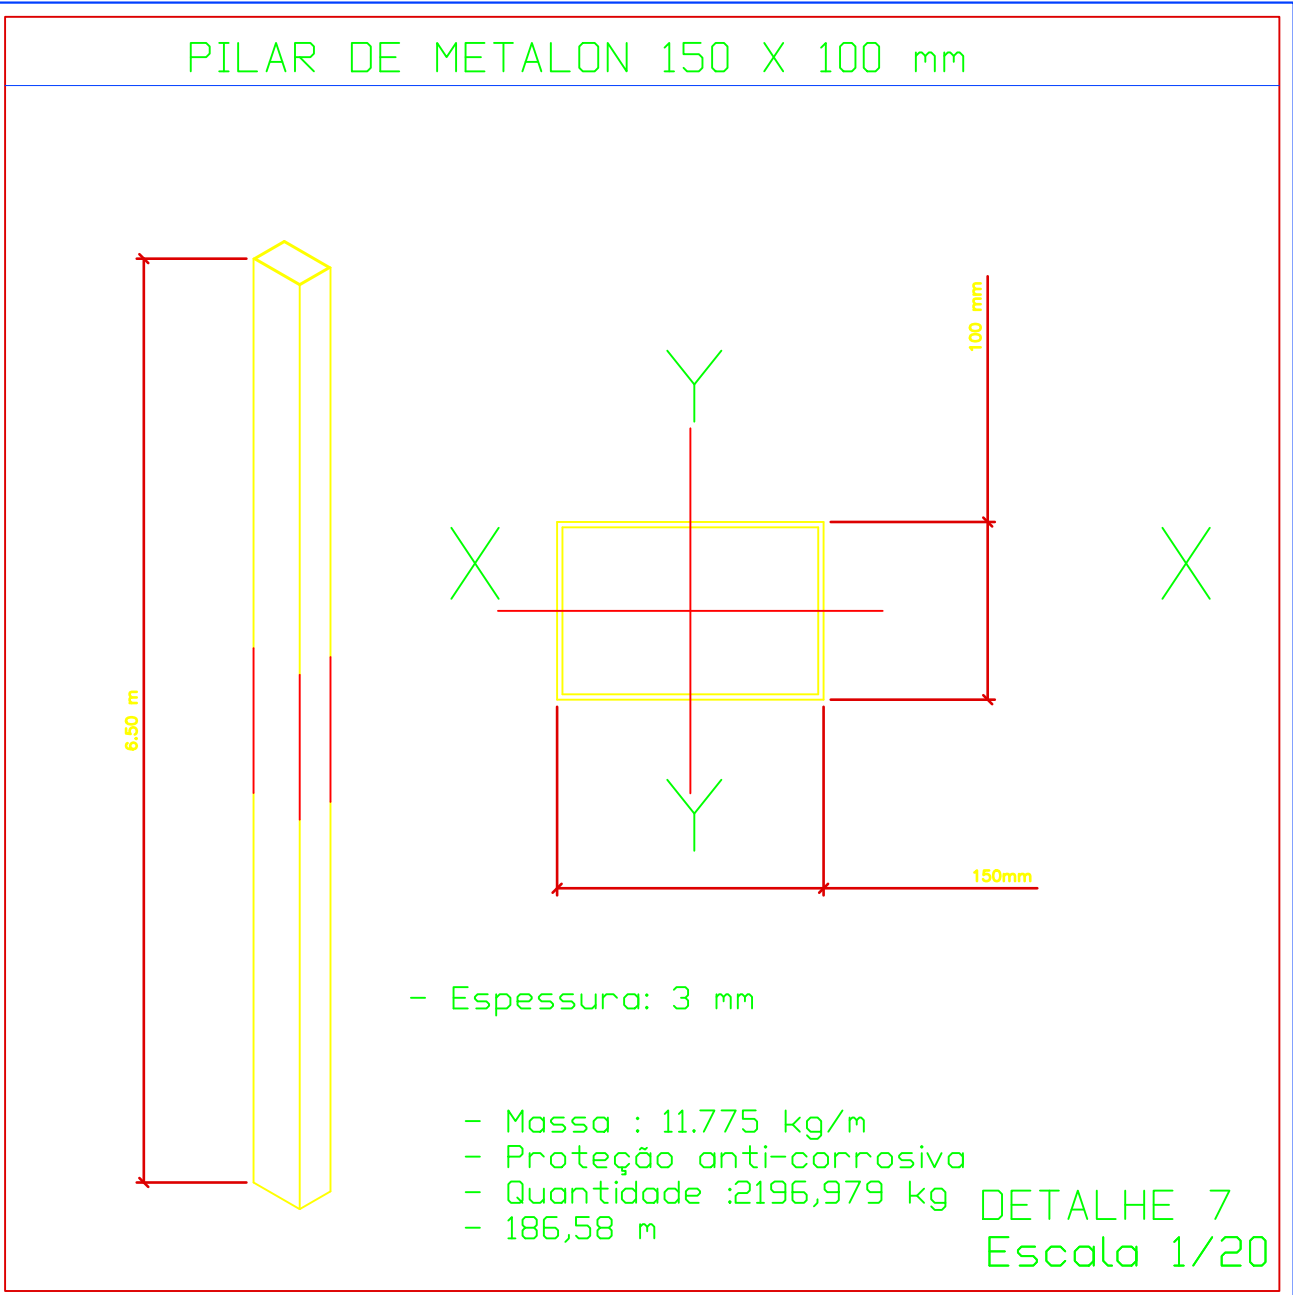 PILAR DE METALON 150 X 100 mm
100 mm
Y
X
X
6.50 m
Y
150mm
- Espessura: 3 mm
- Massa : 11.775 kg/m
- Proteção anti-corrosiva
- Quantidade :2196,979 kg
- 186,58 m
DETALHE 7
Escala 1/20